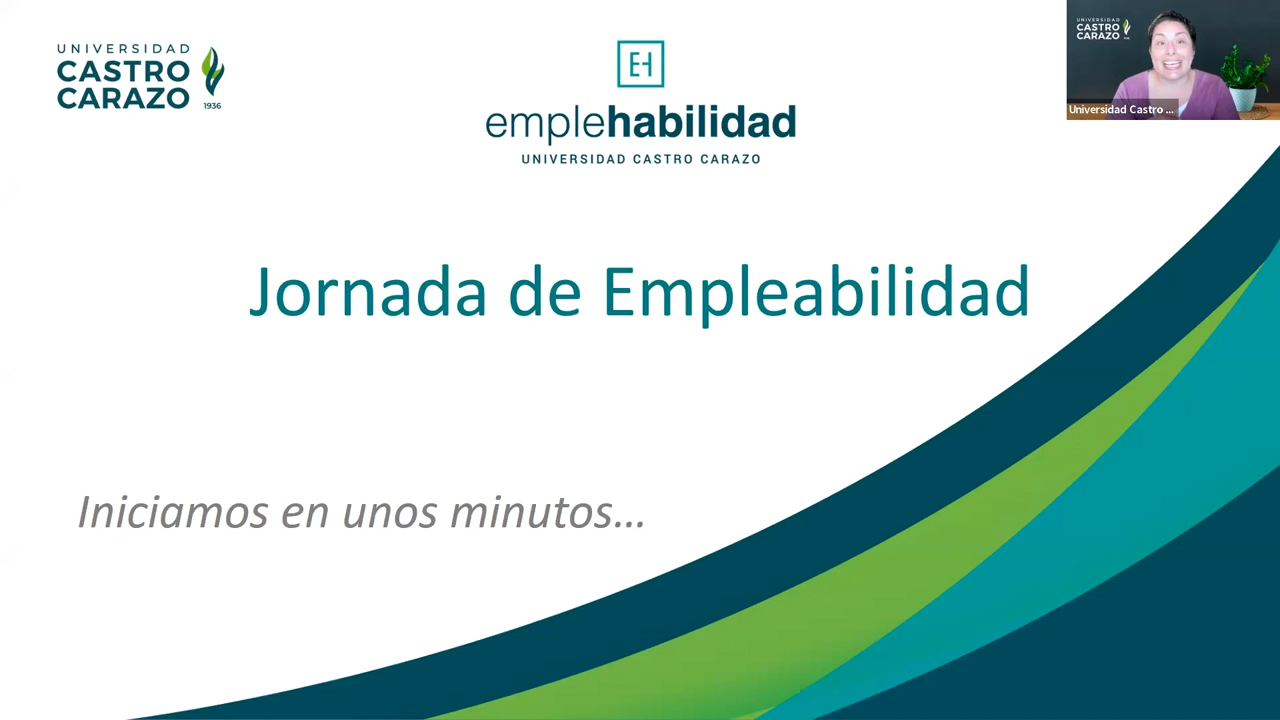 UNIVERSIDAD
CASTRO
CARAZO
1936
EH
emplehabilidad
UNIVERSIDAD CASTRO CARAZO
UNIVERSIDAD
CASTRO
CARAZO
Universidad Castro ...
Jornada de Empleabilidad
Iniciamos en unos minutos...